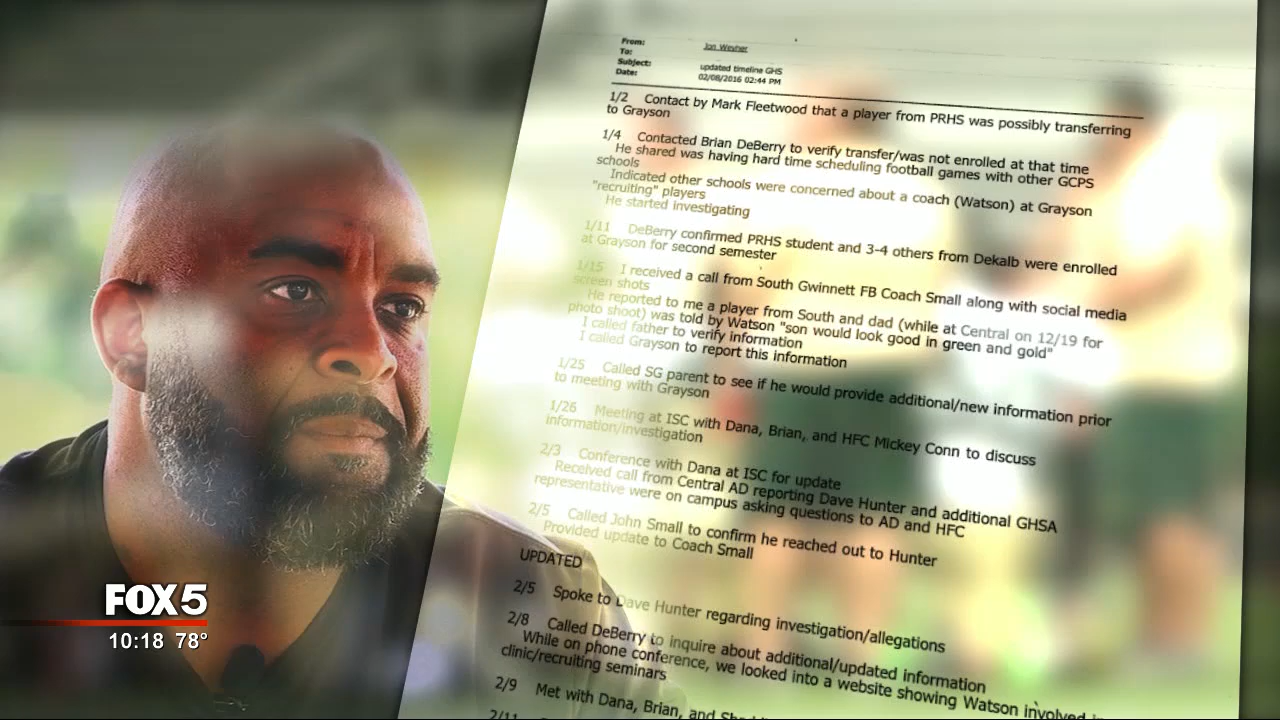 From:
Jon Weyher
To:
Subject:
updated timeline GHS
Date:
02/08/2016 02:44 PM
1/2 Contact by Mark Fleetwood that a player from PRHS was possibly transferring
to Grayson
1/4 Contacted Brian DeBerry to verify transfer/was not enrolled at that time
He shared was having hard time scheduling football games with other GCPS
schools
Indicated other schools were concerned about a coach (Watson) at Grayson
"recruiting" players
He started investigating
1/11 DeBerry confirmed PRHS student and 3-4 others from Dekalb were enrolled
at Grayson for second semester
1/15 I received a call from South Gwinnett FB Coach Small along with social media
screen shots
He reported to me a player from South and dad (while at Central on 12/19 for
photo shoot) was told by Watson "son would look good in green and gold"
I called father to verify information
I called Grayson to report this information
1/25 Called SG parent to see if he would provide additional/new information prior
to meeting with Grayson
1/26 Meeting at ISC with Dana, Brian, and HFC Mickey Conn to discuss
information/investigation
2/3 Conference with Dana at ISC for update
Received call from Central AD reporting Dave Hunter and additional GHSA
representative were on campus asking questions to AD and HFC
2/5 Called John Small to confirm he reached out to Hunter
Provided update to Coach Small
UPDATED
2/5 Spoke to Dave Hunter regarding investigation/allegations
2/8 Called DeBerry to inquire about additional/updated information
While on phone conference, we looked into a website showing Watson involved
clinic/recruiting seminars
2/9 Met with Dana, Brian, and
2/11
FOX 5
10:18 78°